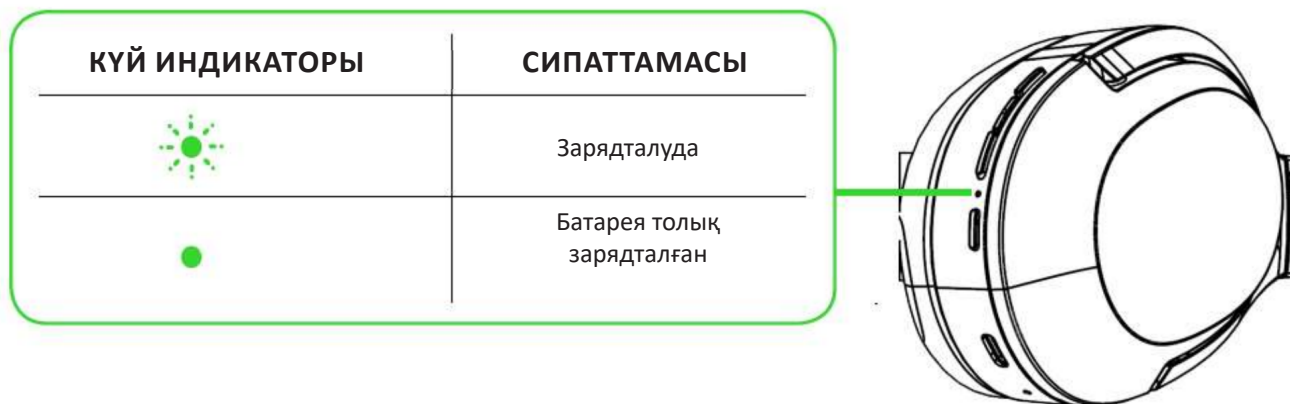 КҮЙ ИНДИКАТОРЫ СИПАТТАМАСЫ
Зарядталуда
Батарея толық
зарядталған